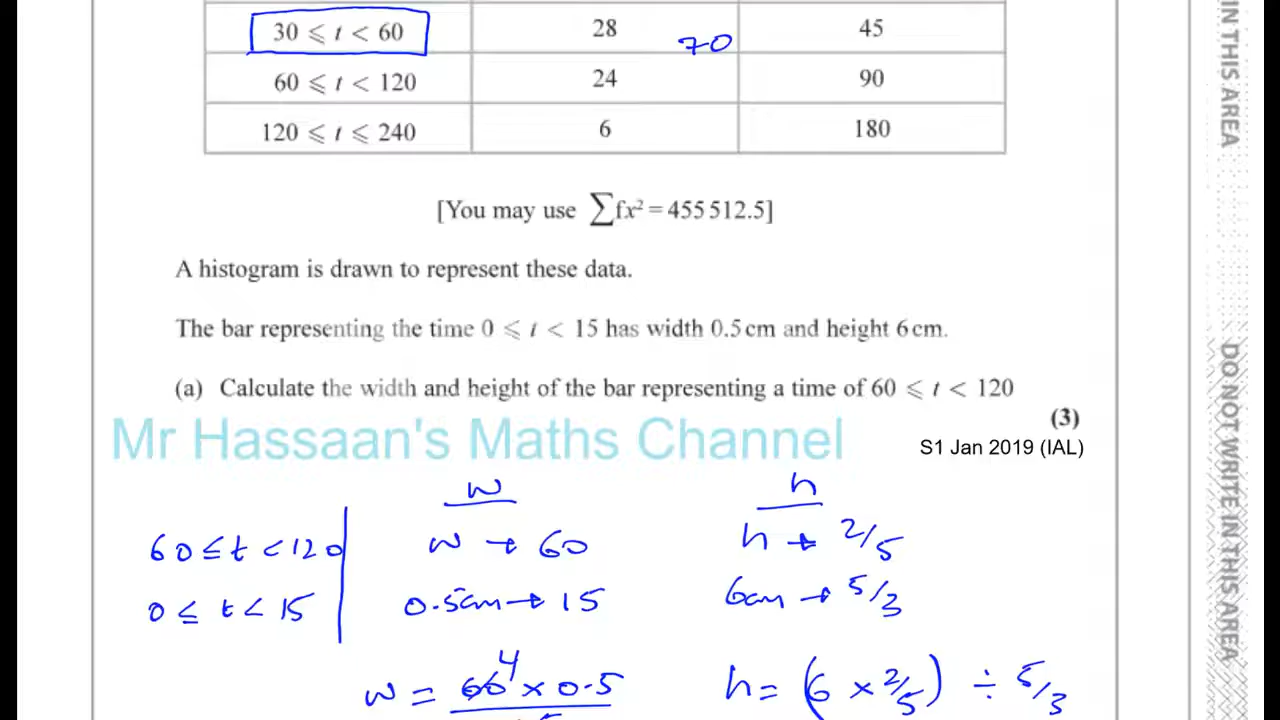 30 ⩽ t < 60 28 70 45
60 ⩽ t < 120 24 90
120 ⩽ t ⩽ 240 6 180
[You may use ∑fx² = 455 512.5]
A histogram is drawn to represent these data.
The bar representing the time 0 ⩽ t < 15 has width 0.5 cm and height 6 cm.
(a) Calculate the width and height of the bar representing a time of 60 ⩽ t < 120
(3)
Mr Hassaan's Maths Channel
S1 Jan 2019 (IAL)
w h
60 ≤ t < 120 w → 60 h → 2/5
0 ≤ t < 15 0.5cm → 15 6cm → 5/3
w = 60 4 × 0.5 h = (6 × 2/5) ÷ 5/3
IN THIS AREA
DO NOT WRITE IN THIS AREA